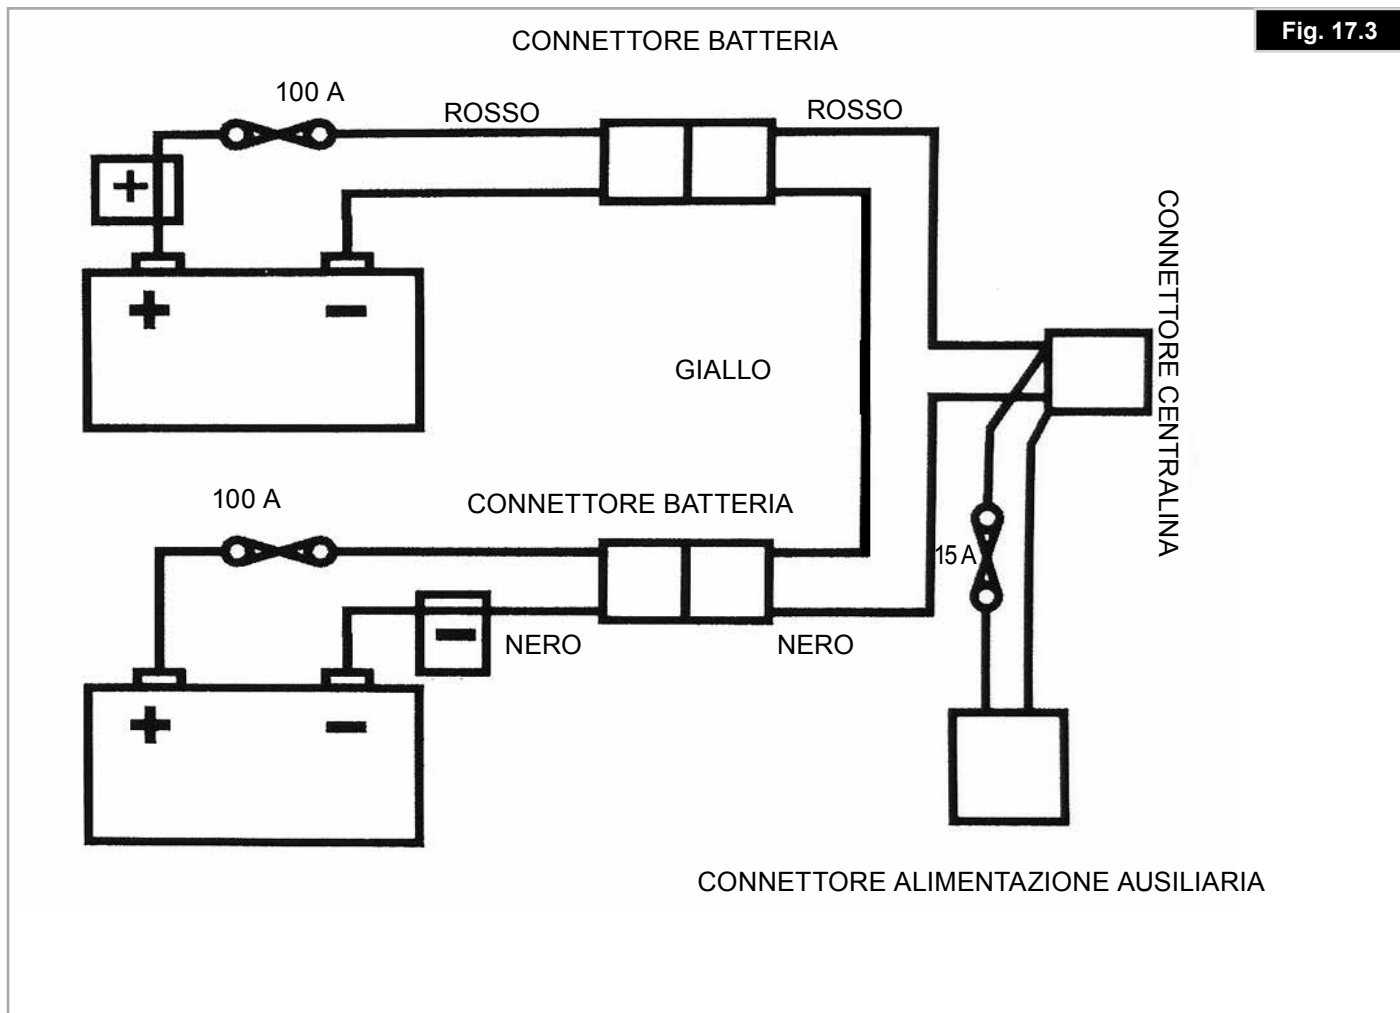 Fig. 17.3
CONNETTORE BATTERIA
100 A
ROSSO
ROSSO
+
+
−
CONNETTORE CENTRALINA
GIALLO
100 A
CONNETTORE BATTERIA
15 A
−
NERO
NERO
+
−
CONNETTORE ALIMENTAZIONE AUSILIARIA